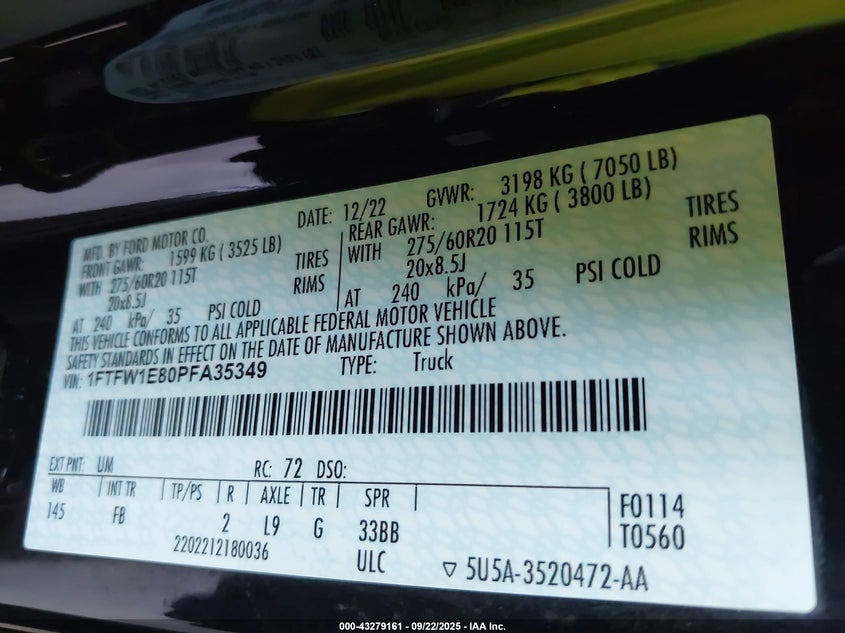 MFD. BY FORD MOTOR CO. DATE: 12/22 GVWR: 3198 KG ( 7050 LB)
FRONT GAWR: 1599 KG ( 3525 LB) REAR GAWR: 1724 KG ( 3800 LB)
WITH 275/60R20 115T TIRES WITH 275/60R20 115T TIRES
20x8.5J RIMS 20x8.5J RIMS
AT 240 kPa/ 35 PSI COLD AT 240 kPa/ 35 PSI COLD
THIS VEHICLE CONFORMS TO ALL APPLICABLE FEDERAL MOTOR VEHICLE
SAFETY STANDARDS IN EFFECT ON THE DATE OF MANUFACTURE SHOWN ABOVE.
VIN: 1FTFW1E80PFA35349 TYPE: Truck
EXT PNT: UM RC: 72 DSO:
WB INT TR TP/PS R AXLE TR SPR F0114
145 FB 2 L9 G 33BB T0560
2202212180036 ULC ▽ 5U5A-3520472-AA
000-43279161 - 09/22/2025 - IAA Inc.